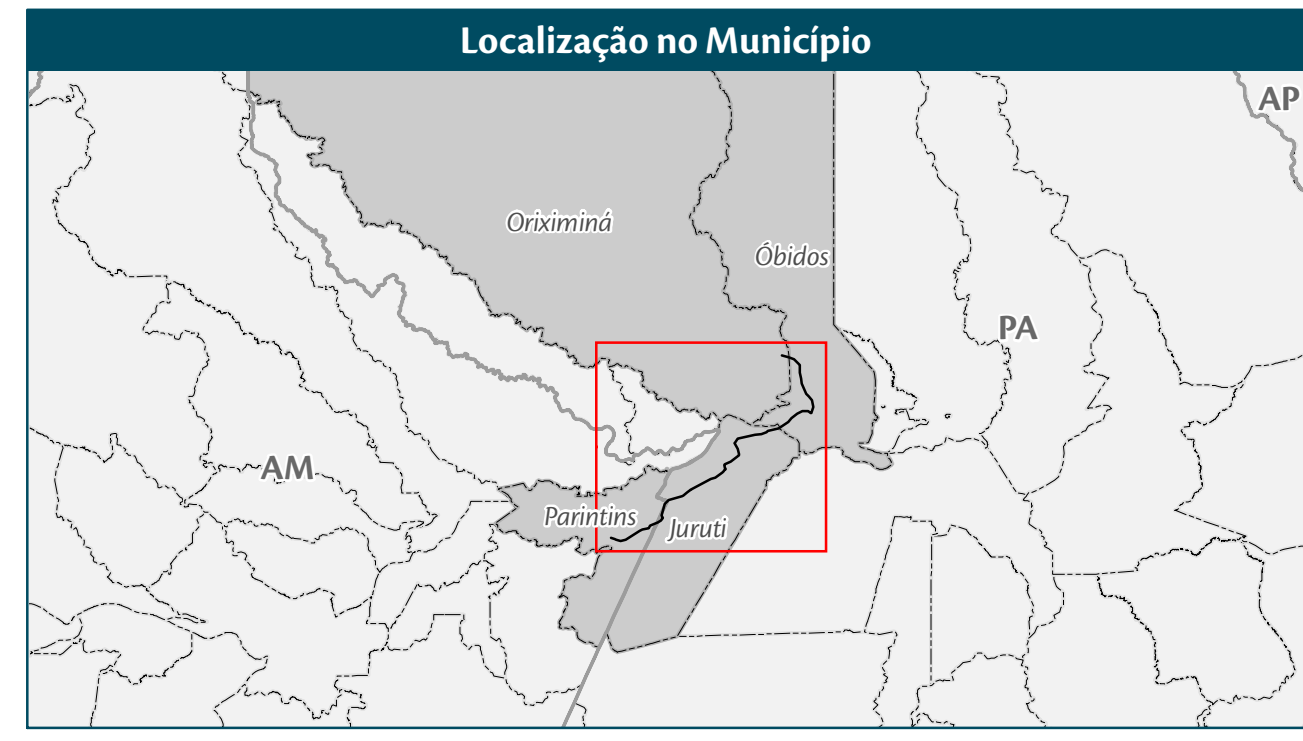 Localização no Município
AP
Oriximiná
Óbidos
PA
AM
Parintins
Juruti